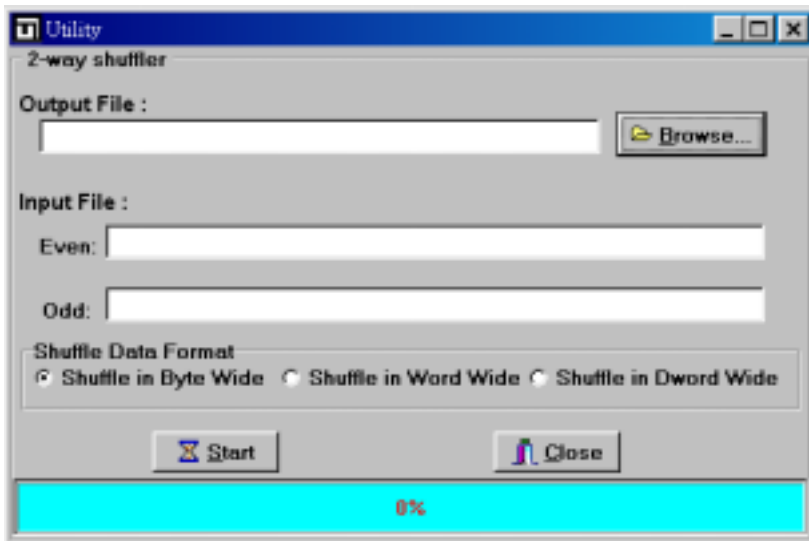 Utility
2-way shuffler
Output File :
Browse...
Input File :
Even:
Odd:
Shuffle Data Format
Shuffle in Byte Wide Shuffle in Word Wide Shuffle in Dword Wide
Start Close
0%